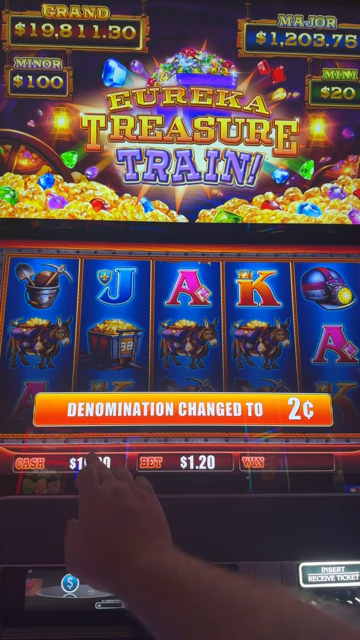 GRAND
$19,811.30
MAJOR
$1,203.75
MINOR
$100
MINI
$20
EUREKA
TREASURE
TRAIN!
J
A
K
38
A
DENOMINATION CHANGED TO 2¢
CASH
BET $1.20 WIN
INSERT
RECEIVE TICKET
$